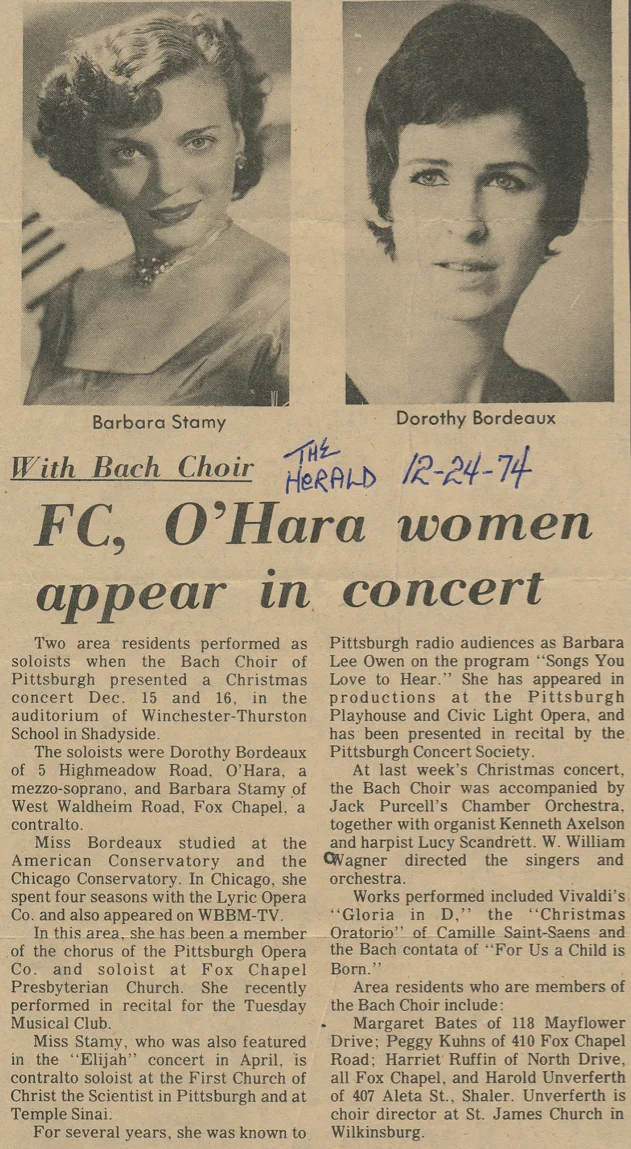 Barbara Stamy
Dorothy Bordeaux
With Bach Choir
THE
HERALD 12-24-74
FC, O'Hara women
appear in concert
Two area residents performed as
soloists when the Bach Choir of
Pittsburgh presented a Christmas
concert Dec. 15 and 16, in the
auditorium of Winchester-Thurston
School in Shadyside.
The soloists were Dorothy Bordeaux
of 5 Highmeadow Road, O'Hara, a
mezzo-soprano, and Barbara Stamy of
West Waldheim Road, Fox Chapel, a
contralto.
Miss Bordeaux studied at the
American Conservatory and the
Chicago Conservatory. In Chicago, she
spent four seasons with the Lyric Opera
Co. and also appeared on WBBM-TV.
In this area, she has been a member
of the chorus of the Pittsburgh Opera
Co. and soloist at Fox Chapel
Presbyterian Church. She recently
performed in recital for the Tuesday
Musical Club.
Miss Stamy, who was also featured
in the "Elijah" concert in April, is
contralto soloist at the First Church of
Christ the Scientist in Pittsburgh and at
Temple Sinai.
For several years, she was known to
Pittsburgh radio audiences as Barbara
Lee Owen on the program "Songs You
Love to Hear." She has appeared in
productions at the Pittsburgh
Playhouse and Civic Light Opera, and
has been presented in recital by the
Pittsburgh Concert Society.
At last week's Christmas concert,
the Bach Choir was accompanied by
Jack Purcell's Chamber Orchestra,
together with organist Kenneth Axelson
and harpist Lucy Scandrett. W. William
Wagner directed the singers and
orchestra.
Works performed included Vivaldi's
"Gloria in D," the "Christmas
Oratorio" of Camille Saint-Saens and
the Bach contata of "For Us a Child is
Born."
Area residents who are members of
the Bach Choir include:
Margaret Bates of 118 Mayflower
Drive; Peggy Kuhns of 410 Fox Chapel
Road; Harriet Ruffin of North Drive,
all Fox Chapel, and Harold Unverferth
of 407 Aleta St., Shaler. Unverferth is
choir director at St. James Church in
Wilkinsburg.